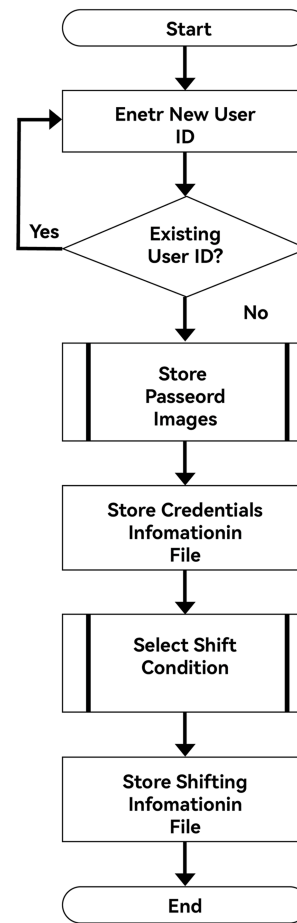 Start
Enetr New User
ID
Existing
User ID?
Yes
No
Store
Passeord
Images
Store Credentials
Infomationin
File
Select Shift
Condition
Store Shifting
Infomationin
File
End